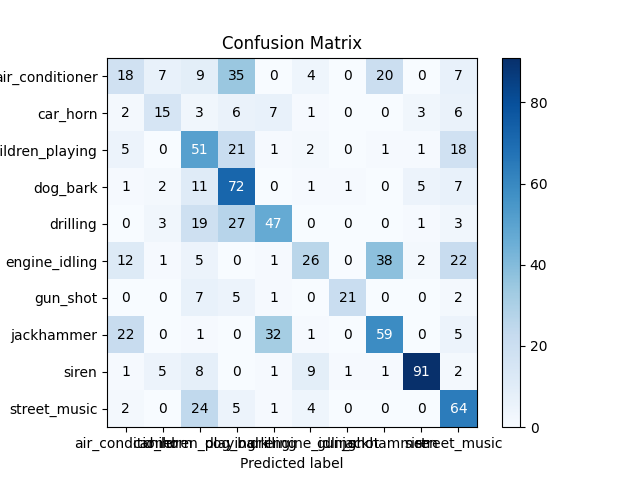 Confusion Matrix
air_conditioner 18 7 9 35 0 4 0 20 0 7
car_horn 2 15 3 6 7 1 0 0 3 6
ildren_playing 5 0 51 21 1 2 0 1 1 18
dog_bark 1 2 11 72 0 1 1 0 5 7
drilling 0 3 19 27 47 0 0 0 1 3
engine_idling 12 1 5 0 1 26 0 38 2 22
gun_shot 0 0 7 5 1 0 21 0 0 2
jackhammer 22 0 1 0 32 1 0 59 0 5
siren 1 5 8 0 1 9 1 1 91 2
street_music 2 0 24 5 1 4 0 0 0 64
80
60
40
20
0
street_music
Predicted label